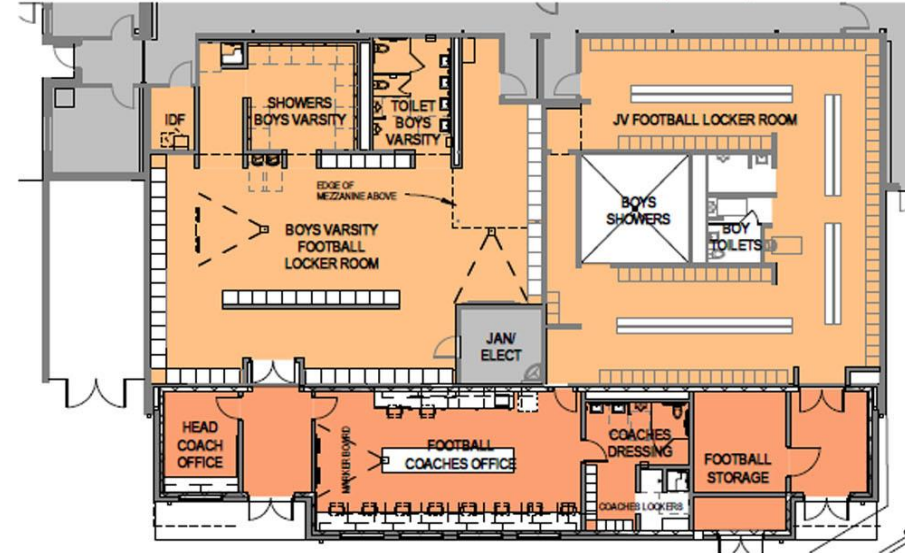 IDF
SHOWERS
BOYS VARSITY
TOILET
BOYS
VARSITY
JV FOOTBALL LOCKER ROOM
EDGE OF
MEZZANINE ABOVE
BOYS
SHOWERS
BOY
TOILETS
BOYS VARSITY
FOOTBALL
LOCKER ROOM
JAN/
ELECT
HEAD
COACH
OFFICE
MARKER BOARD
FOOTBALL
COACHES OFFICE
COACHES
DRESSING
COACHES LOCKERS
FOOTBALL
STORAGE